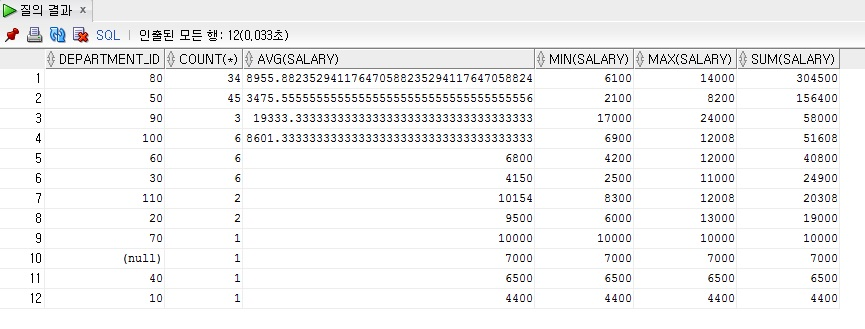 질의 결과 x
SQL | 인출된 모든 행: 12(0,033초)
DEPARTMENT_ID COUNT(*) AVG(SALARY) MIN(SALARY) MAX(SALARY) SUM(SALARY)
1 80 34 8955.882352941176470588235294117647058824 6100 14000 304500
2 50 45 3475.555555555555555555555555555555555556 2100 8200 156400
3 90 3 19333.3333333333333333333333333333333333 17000 24000 58000
4 100 6 8601.333333333333333333333333333333333333 6900 12008 51608
5 60 6 6800 4200 12000 40800
6 30 6 4150 2500 11000 24900
7 110 2 10154 8300 12008 20308
8 20 2 9500 6000 13000 19000
9 70 1 10000 10000 10000 10000
10 (null) 1 7000 7000 7000 7000
11 40 1 6500 6500 6500 6500
12 10 1 4400 4400 4400 4400